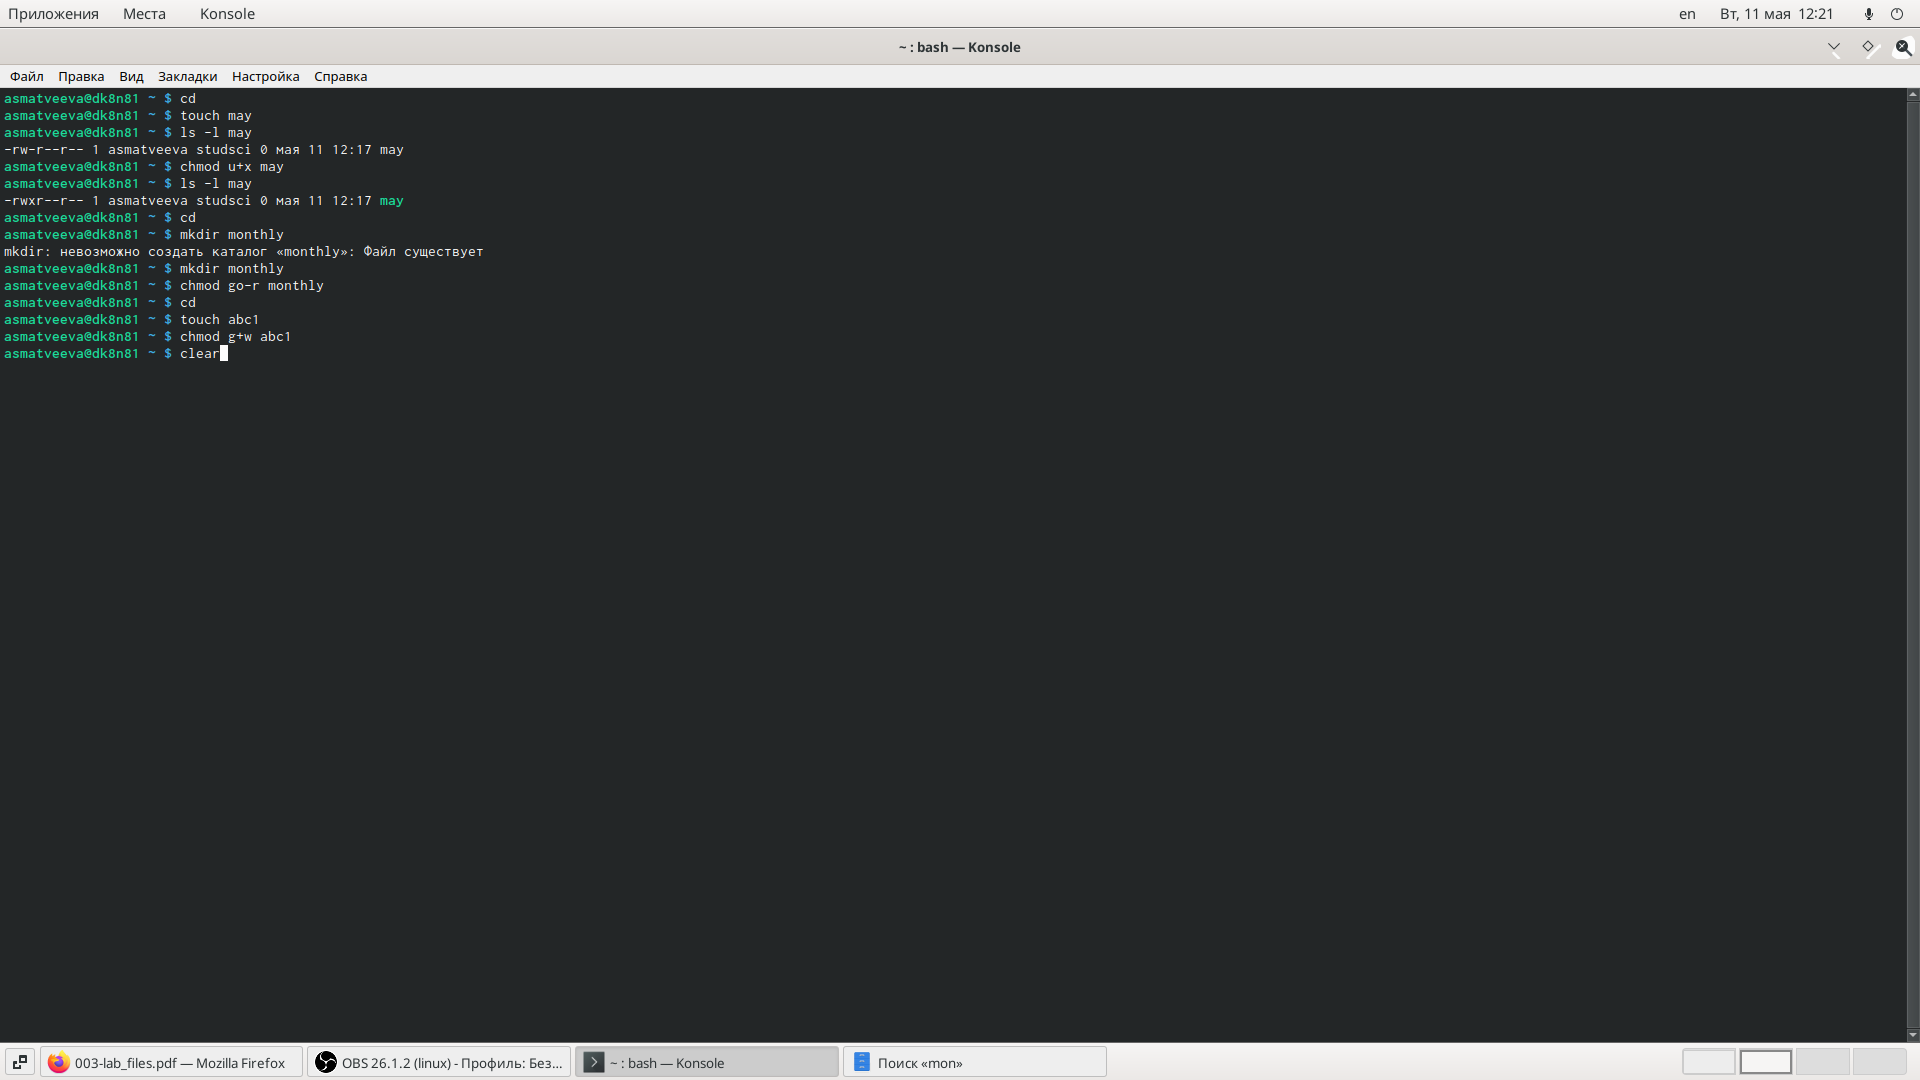 Приложения Места Konsole en Вт, 11 мая 12:21
~ : bash — Konsole
Файл Правка Вид Закладки Настройка Справка
asmatveeva@dk8n81 ~ $ cd
asmatveeva@dk8n81 ~ $ touch may
asmatveeva@dk8n81 ~ $ ls -l may
-rw-r--r-- 1 asmatveeva studsci 0 мая 11 12:17 may
asmatveeva@dk8n81 ~ $ chmod u+x may
asmatveeva@dk8n81 ~ $ ls -l may
-rwxr--r-- 1 asmatveeva studsci 0 мая 11 12:17 may
asmatveeva@dk8n81 ~ $ cd
asmatveeva@dk8n81 ~ $ mkdir monthly
mkdir: невозможно создать каталог «monthly»: Файл существует
asmatveeva@dk8n81 ~ $ mkdir monthly
asmatveeva@dk8n81 ~ $ chmod go-r monthly
asmatveeva@dk8n81 ~ $ cd
asmatveeva@dk8n81 ~ $ touch abc1
asmatveeva@dk8n81 ~ $ chmod g+w abc1
asmatveeva@dk8n81 ~ $ clear
003-lab_files.pdf — Mozilla Firefox OBS 26.1.2 (linux) - Профиль: Без... ~ : bash — Konsole Поиск «mon»